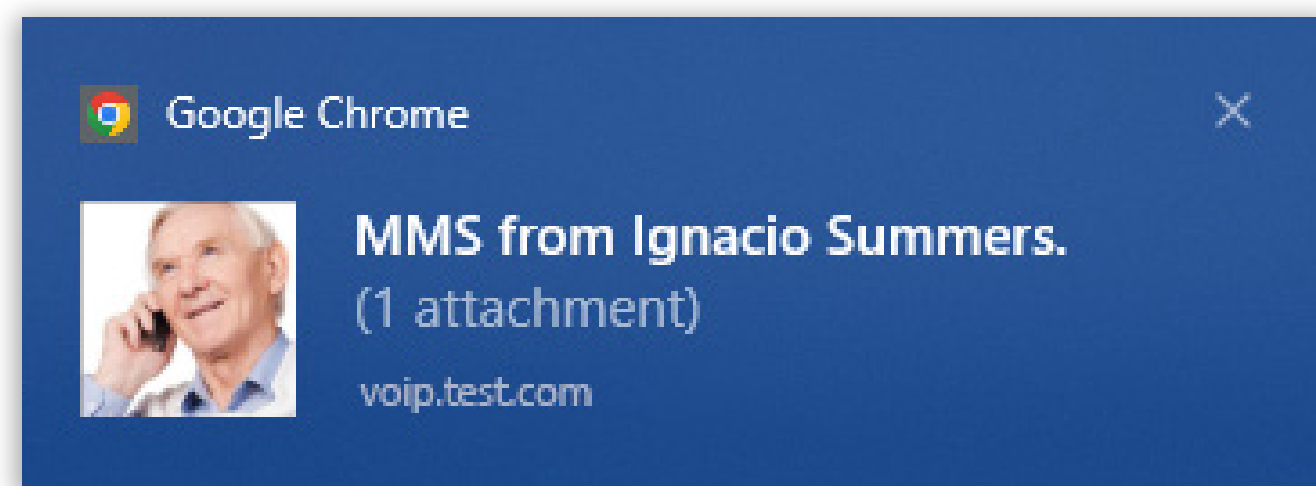 Google Chrome
MMS from Ignacio Summers.
(1 attachment)
voip.test.com